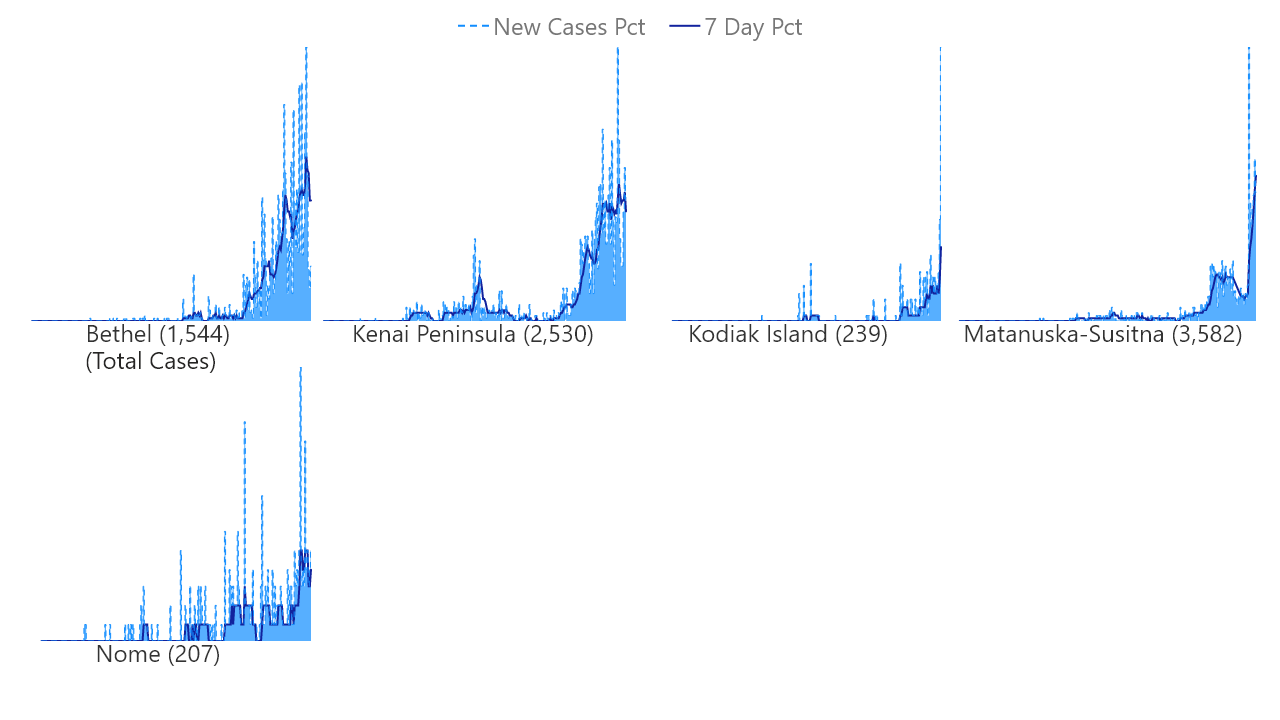 New Cases Pct 7 Day Pct
Bethel (1,544)
(Total Cases)
Kenai Peninsula (2,530)
Kodiak Island (239)
Matanuska-Susitna (3,582)
Nome (207)